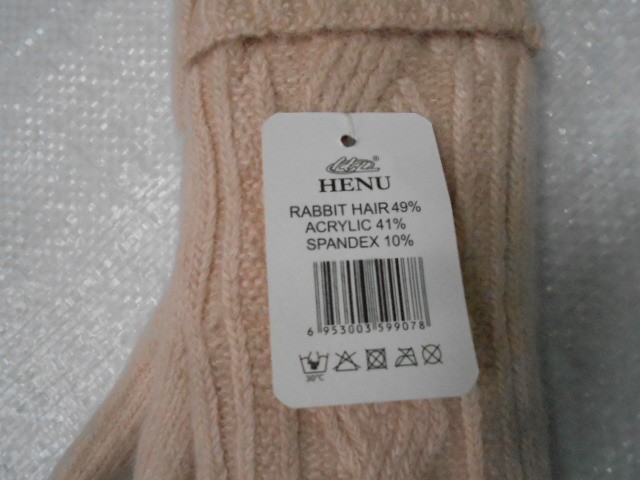 HENU
RABBIT HAIR 49%
ACRYLIC 41%
SPANDEX 10%
6 953003 599078
30°C